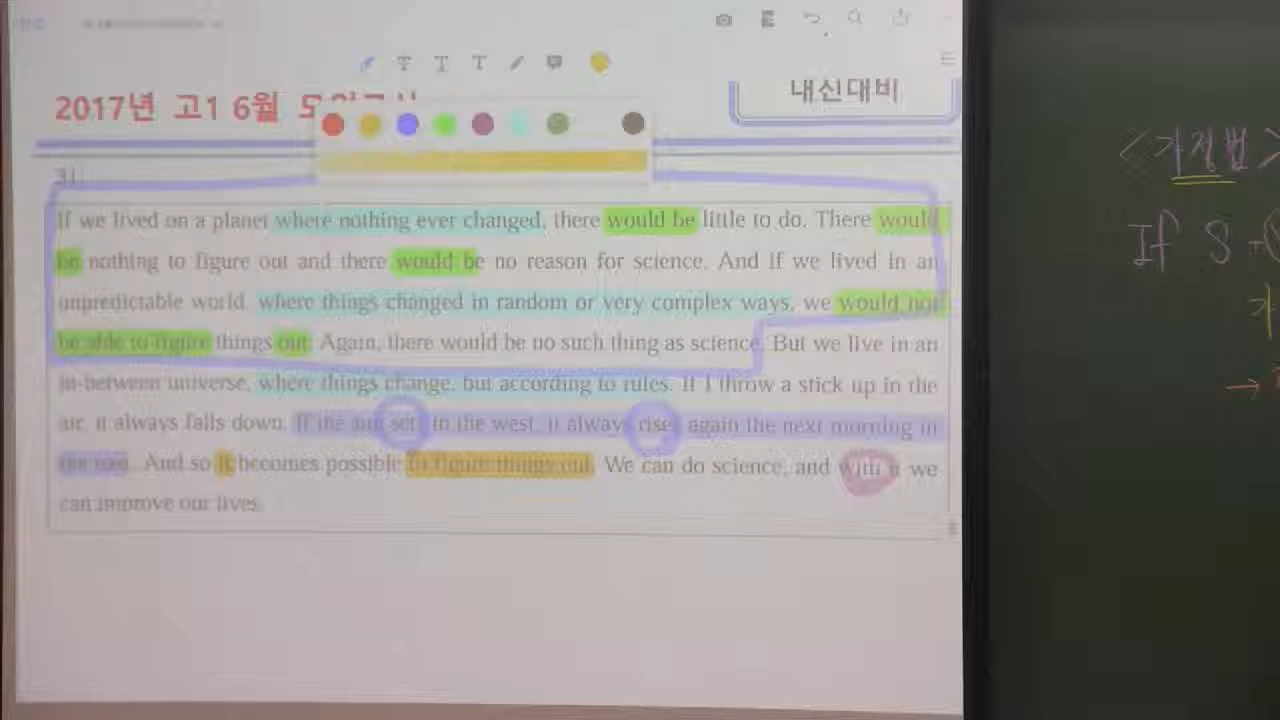 2017년 고1 6월
내신대비
31
If we lived on a planet where nothing ever changed, there would be little to do. There would
be nothing to figure out and there would be no reason for science. And if we lived in an
unpredictable world, where things changed in random or very complex ways, we would not
be able to figure things out. Again, there would be no such thing as science. But we live in an
in-between universe, where things change, but according to rules. If I throw a stick up in the
air, it always falls down. If the sun sets in the west, it always rises again the next morning in
the east. And so it becomes possible to figure things out. We can do science, and with it we
can improve our lives.
<가정법>
If S +
가
→